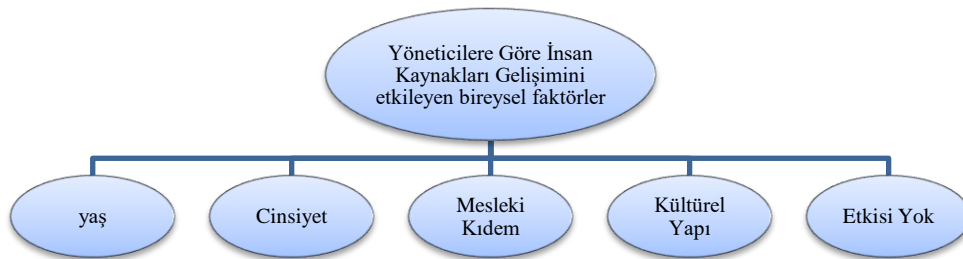 Yöneticilere Göre İnsan
Kaynakları Gelişimini
etkileyen bireysel faktörler
yaş
Cinsiyet
Mesleki
Kıdem
Kültürel
Yapı
Etkisi Yok